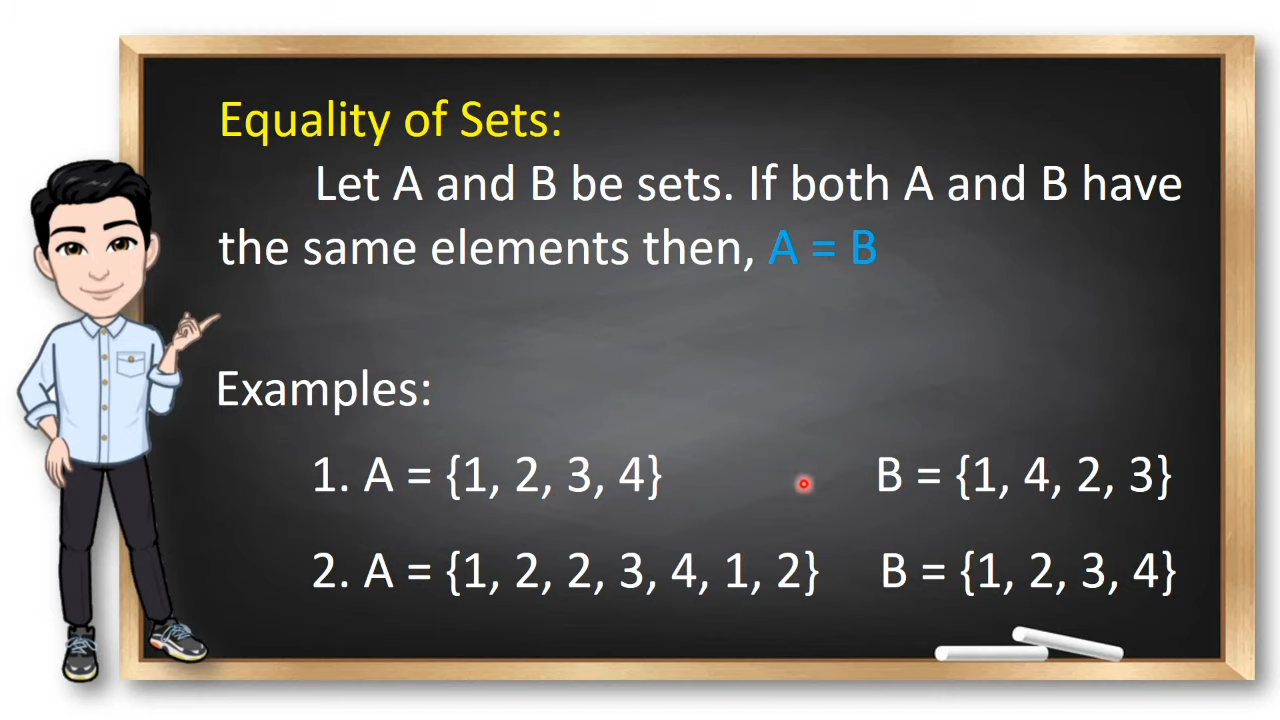 Equality of Sets:
Let A and B be sets. If both A and B have
the same elements then, A = B
Examples:
1. A = {1, 2, 3, 4} B = {1, 4, 2, 3}
2. A = {1, 2, 2, 3, 4, 1, 2} B = {1, 2, 3, 4}